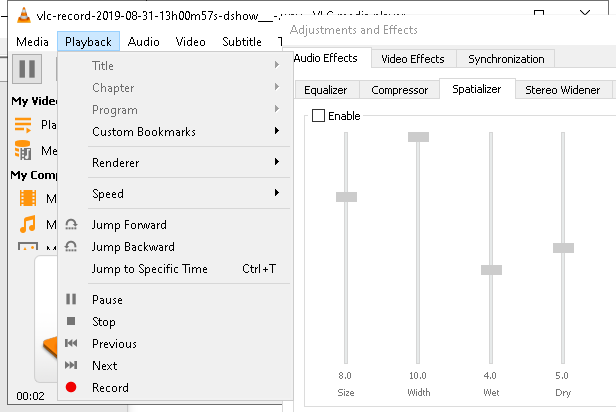 vlc-record-2019-08-31-13h00m57s-dshow___-.wav - VLC media player
Media Playback Audio Video Subtitle T
Adjustments and Effects
Audio Effects Video Effects Synchronization
Equalizer Compressor Spatializer Stereo Widener
Enable
8.0 10.0 4.0 5.0
Size Width Wet Dry
My Vide
Pla
Me
My Comp
M
M
Title
Chapter
Program
Custom Bookmarks
Renderer
Speed
Jump Forward
Jump Backward
Jump to Specific Time Ctrl+T
Pause
Stop
Previous
Next
Record
00:02